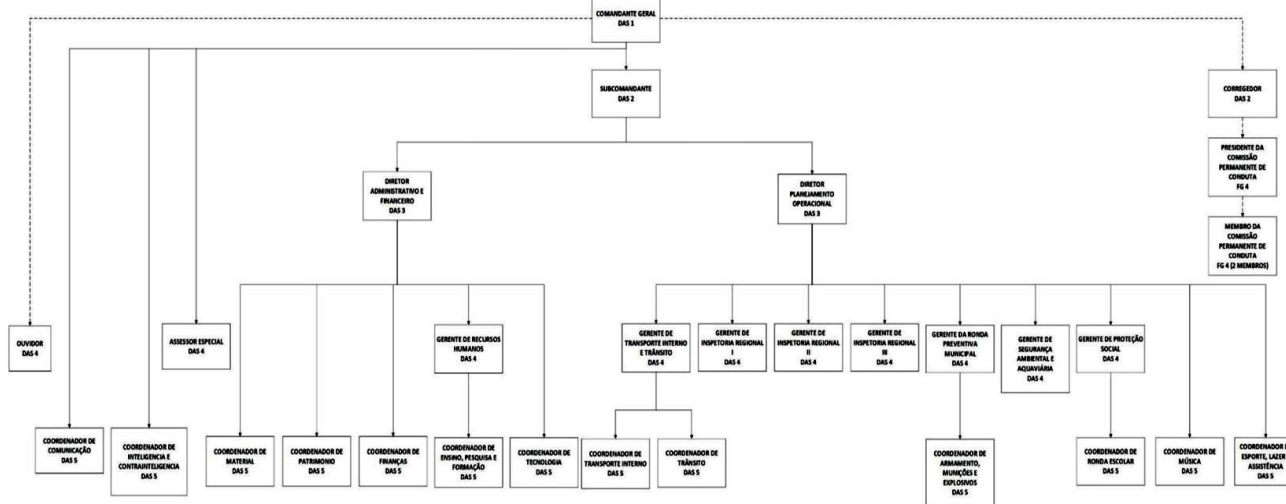 COMANDANTE GERAL
DAS 1
SUBCOMANDANTE
DAS 2
CORREGEDOR
DAS 2
PRESIDENTE DA
COMISSÃO
PERMANENTE DE
CONDUTA
FG 4
MEMBRO DA
COMISSÃO
PERMANENTE DE
CONDUTA
FG 4 (2 MEMBROS)
DIRETOR
ADMINISTRATIVO E
FINANCEIRO
DAS 3
DIRETOR
PLANEJAMENTO
OPERACIONAL
DAS 3
OUVIDOR
DAS 4
ASSESSOR ESPECIAL
DAS 4
GERENTE DE RECURSOS
HUMANOS
DAS 4
GERENTE DE
TRANSPORTE INTERNO
E TRÂNSITO
DAS 4
GERENTE DE
INSPETORIA REGIONAL
I
DAS 4
GERENTE DE
INSPETORIA REGIONAL
II
DAS 4
GERENTE DE
INSPETORIA REGIONAL
III
DAS 4
GERENTE DA RONDA
PREVENTIVA
MUNICIPAL
DAS 4
GERENTE DE
SEGURANÇA
AMBIENTAL E
AQUAVIÁRIA
DAS 4
GERENTE DE PROTEÇÃO
SOCIAL
DAS 4
COORDENADOR DE
COMUNICAÇÃO
DAS 5
COORDENADOR DE
INTELIGENCIA E
CONTRAINTELIGENCIA
DAS 5
COORDENADOR DE
MATERIAL
DAS 5
COORDENADOR DE
PATRIMONIO
DAS 5
COORDENADOR DE
FINANÇAS
DAS 5
COORDENADOR DE
ENSINO, PESQUISA E
FORMAÇÃO
DAS 5
COORDENADOR DE
TECNOLOGIA
DAS 5
COORDENADOR DE
TRANSPORTE INTERNO
DAS 5
COORDENADOR DE
TRÂNSITO
DAS 5
COORDENADOR DE
ARMAMENTO,
MUNIÇÕES E
EXPLOSIVOS
DAS 5
COORDENADOR DE
RONDA ESCOLAR
DAS 5
COORDENADOR DE
MÚSICA
DAS 5
COORDENADOR
ESPORTE, LAZER
ASSISTÊNCIA
DAS 5